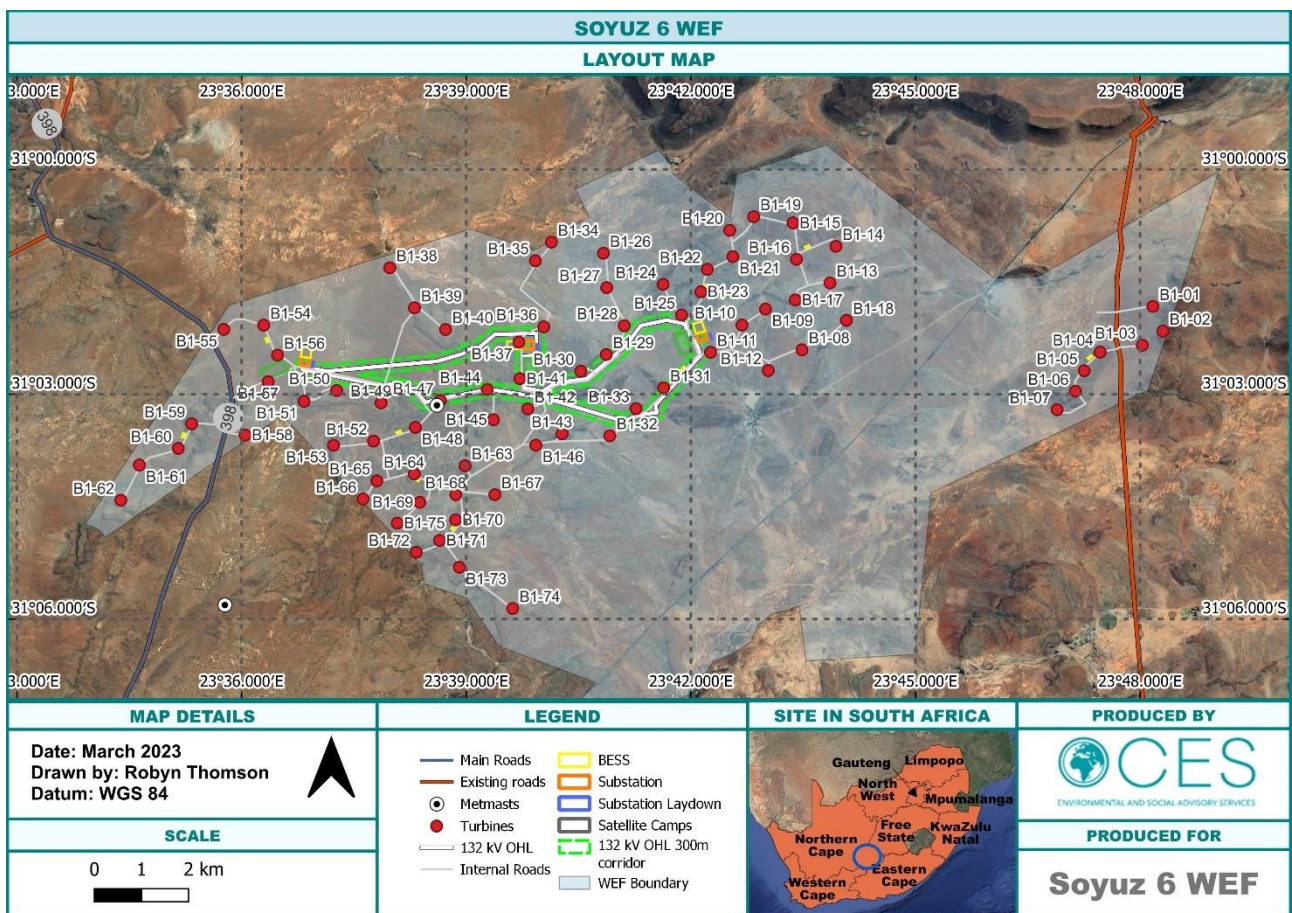 SOYUZ 6 WEF
LAYOUT MAP
3.000'E 23°36.000'E 23°39.000'E 23°42.000'E 23°45.000'E 23°48.000'E
398
31°00.000'S 31°00.000'S
B1-19
B1-20 B1-15
B1-34 B1-14
B1-35 B1-26 B1-16
B1-38 B1-22 B1-21
B1-27 B1-24 B1-13
B1-23
B1-39 B1-25 B1-17 B1-01
B1-54 B1-40 B1-36 B1-28 B1-10 B1-09 B1-18 B1-02
B1-55 B1-03
B1-56 B1-37 B1-30 B1-29 B1-11 B1-08 B1-04
B1-12 B1-05
B1-50 B1-44 B1-41 B1-31 B1-06
31°03.000'S 31°03.000'S
B1-57 B1-49 B1-47 B1-42 B1-33 B1-07
B1-59 B1-51 B1-45
398
B1-60 B1-58 B1-52 B1-48 B1-43 B1-32
B1-61 B1-53 B1-46
B1-65 B1-64 B1-63
B1-62 B1-66 B1-68 B1-67
B1-69
B1-75 B1-70
B1-72 B1-71
B1-73
B1-74
31°06.000'S 31°06.000'S
3.000'E 23°36.000'E 23°39.000'E 23°42.000'E 23°45.000'E 23°48.000'E
MAP DETAILS
Date: March 2023
Drawn by: Robyn Thomson
Datum: WGS 84
SCALE
0 1 2 km
LEGEND
Main Roads
Existing roads
Metmasts
Turbines
132 kV OHL
Internal Roads
BESS
Substation
Substation Laydown
Satellite Camps
132 kV OHL 300m
corridor
WEF Boundary
SITE IN SOUTH AFRICA
Limpopo
Gauteng
North
West
Mpumalanga
Free
State
KwaZulu
Natal
Northern
Cape
Eastern
Cape
Western
Cape
PRODUCED BY
CES
ENVIRONMENTAL AND SOCIAL ADVISORY SERVICES
PRODUCED FOR
Soyuz 6 WEF